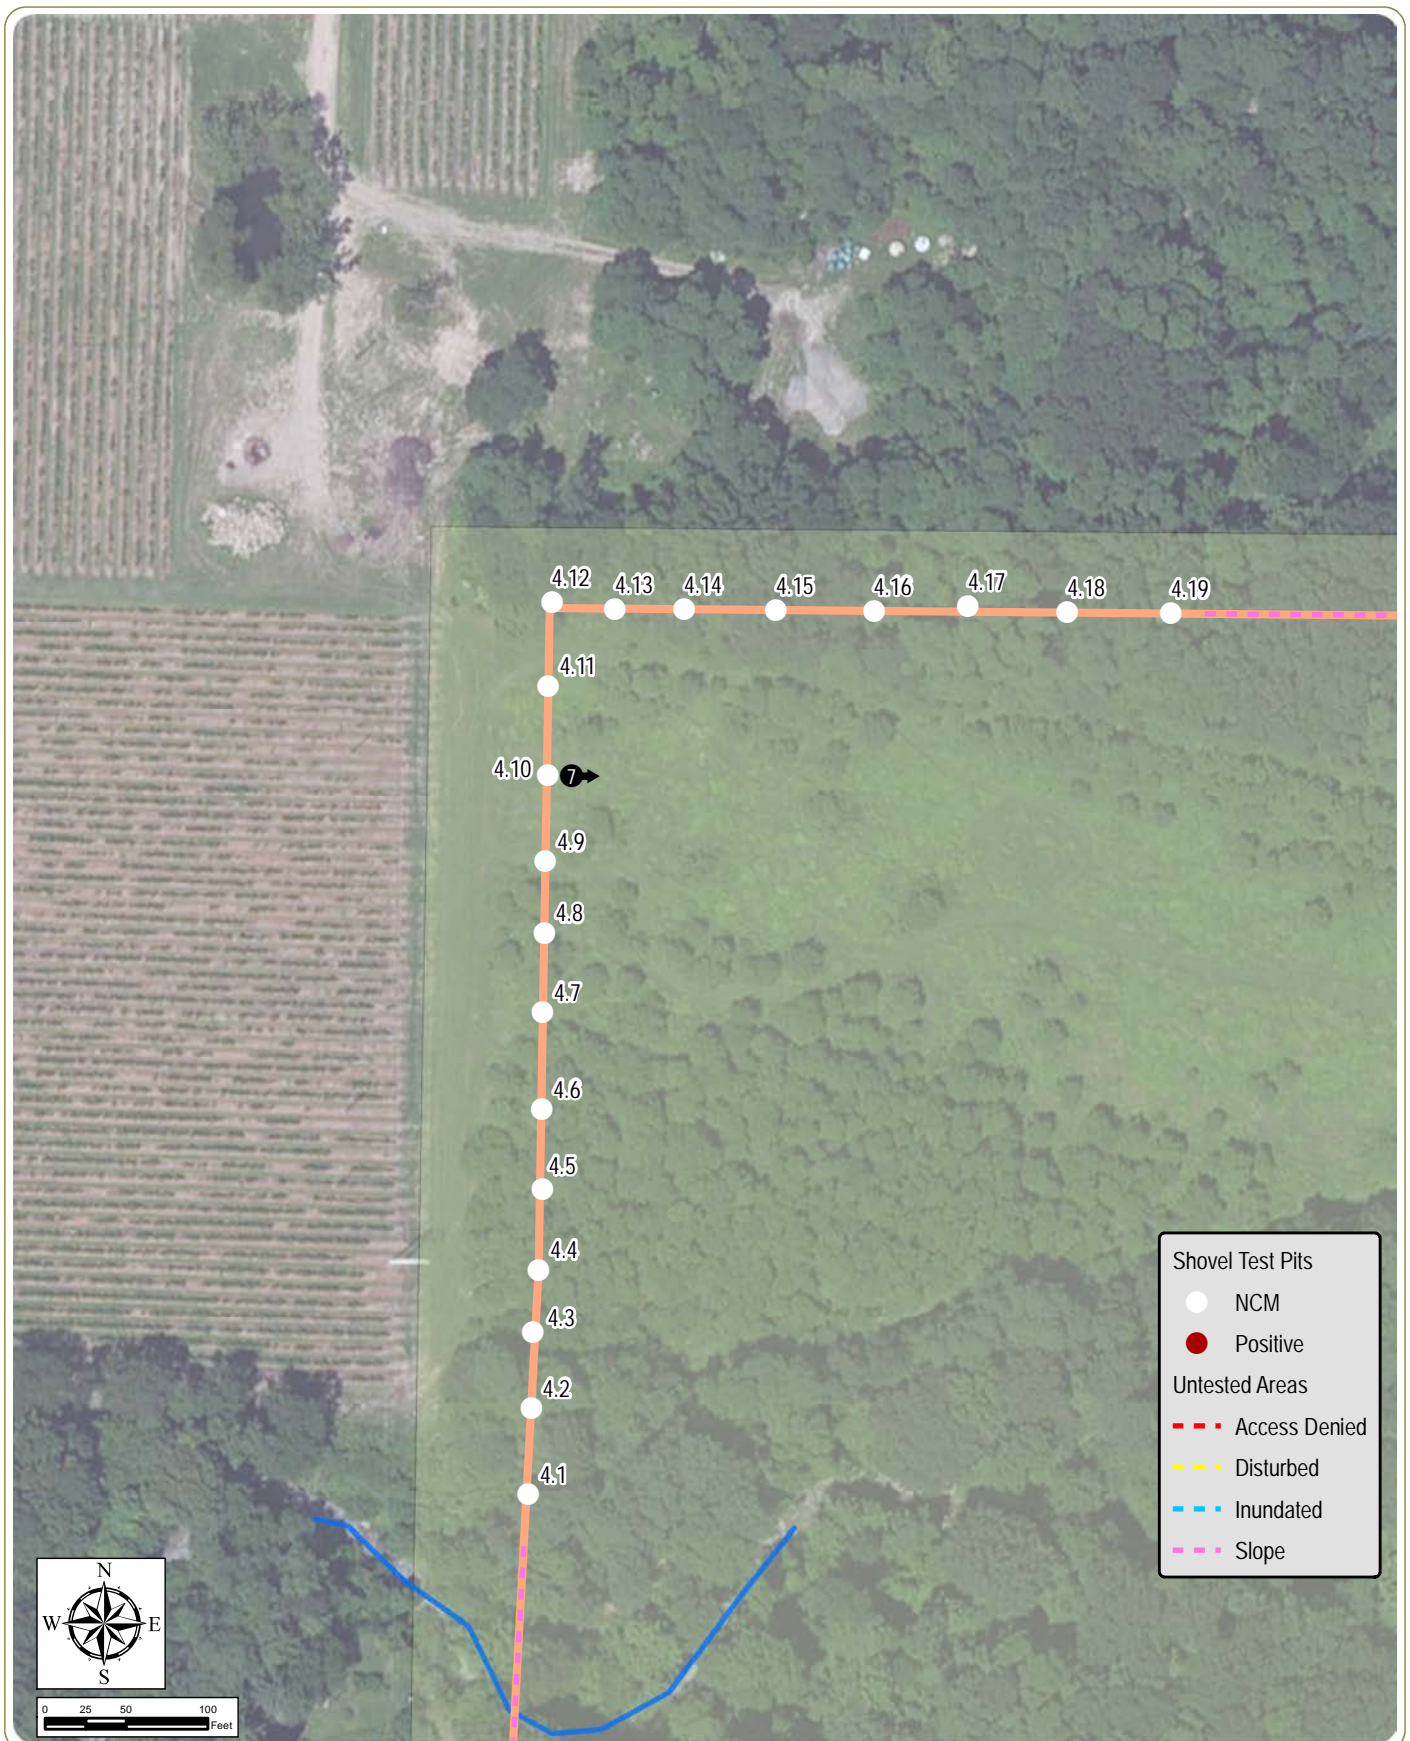 4.12
4.13
4.14
4.15
4.16
4.17
4.18
4.19
4.11
4.10
7
4.9
4.8
4.7
4.6
4.5
4.4
4.3
4.2
4.1
Shovel Test Pits
NCM
Positive
Untested Areas
Access Denied
Disturbed
Inundated
Slope
N
W E
S
0 25 50 100
Feet